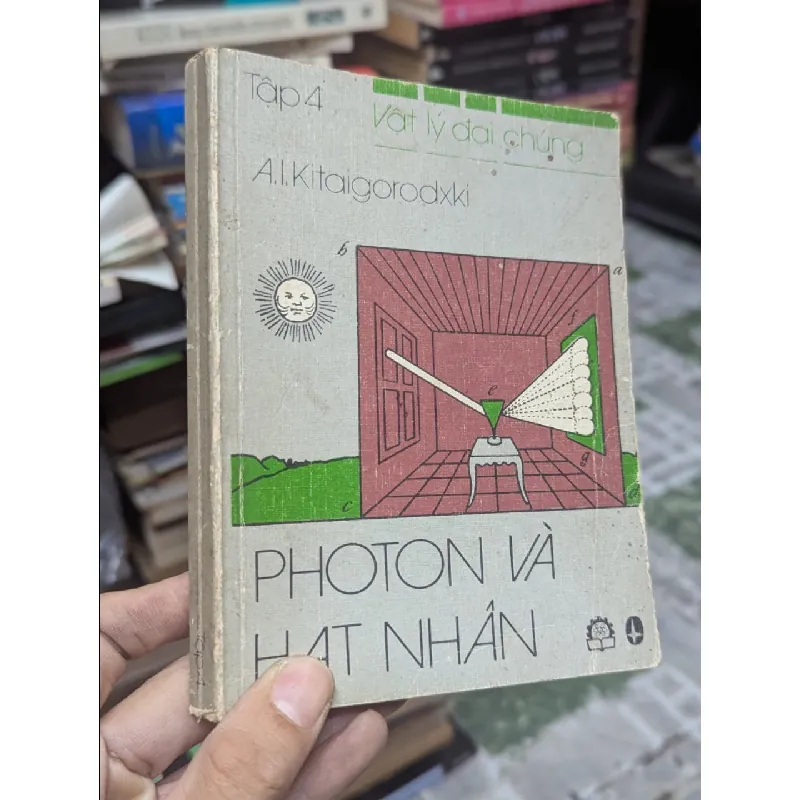 Tập 4
Vật lý đại chúng
A.I.Kitaigorodxki
b
a
f
e
g
c
d
PHOTON VÀ
HẠT NHÂN